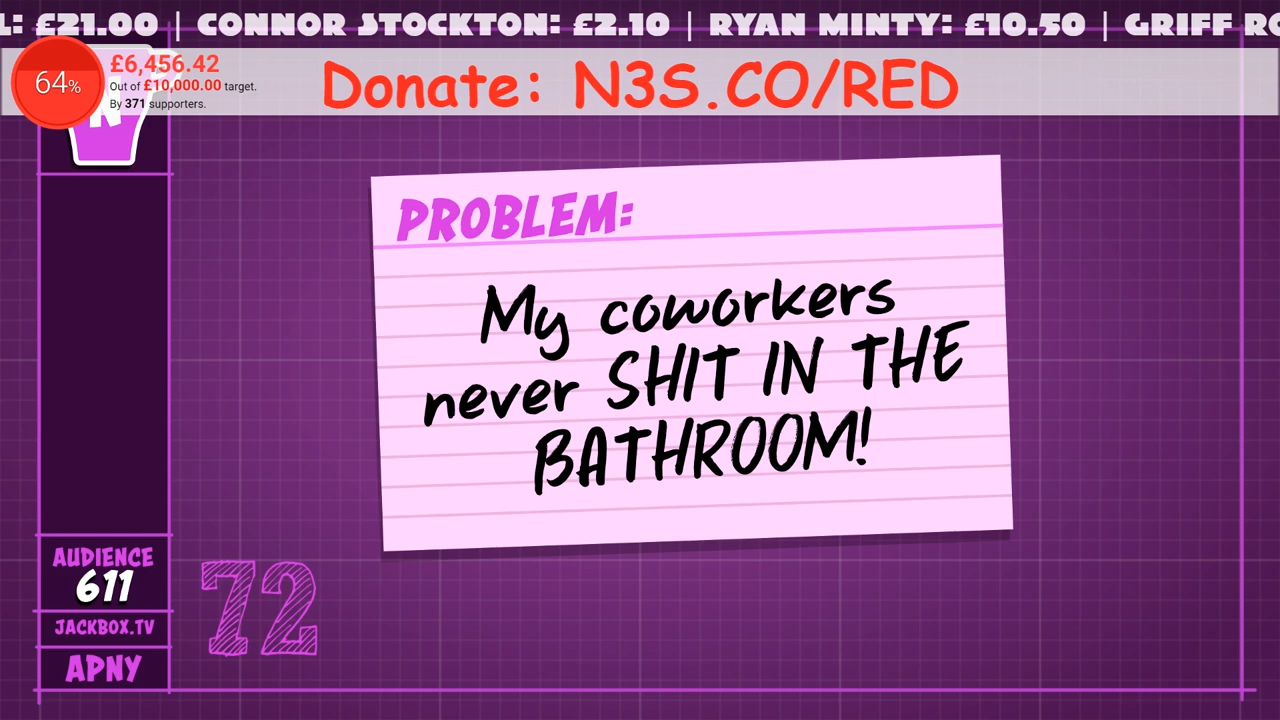 L: £21.00 | CONNOR STOCKTON: £2.10 | RYAN MINTY: £10.50 | GRIFF RO
64%
£6,456.42
Out of £10,000.00 target.
By 371 supporters.
Donate: N3S.CO/RED
N
PROBLEM:
My coworkers
never SHIT IN THE
BATHROOM!
AUDIENCE
611
JACKBOX.TV
APNY
72